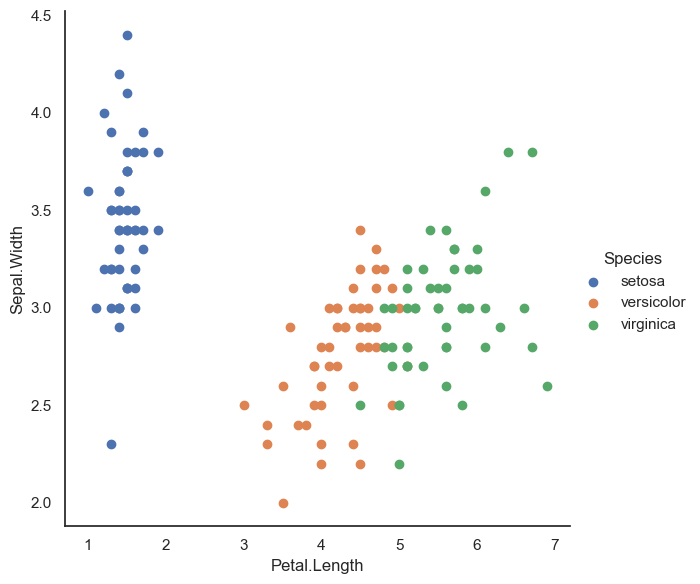 4.5
4.0
3.5
3.0
2.5
2.0
Sepal.Width
1 2 3 4 5 6 7
Petal.Length
Species
setosa
versicolor
virginica